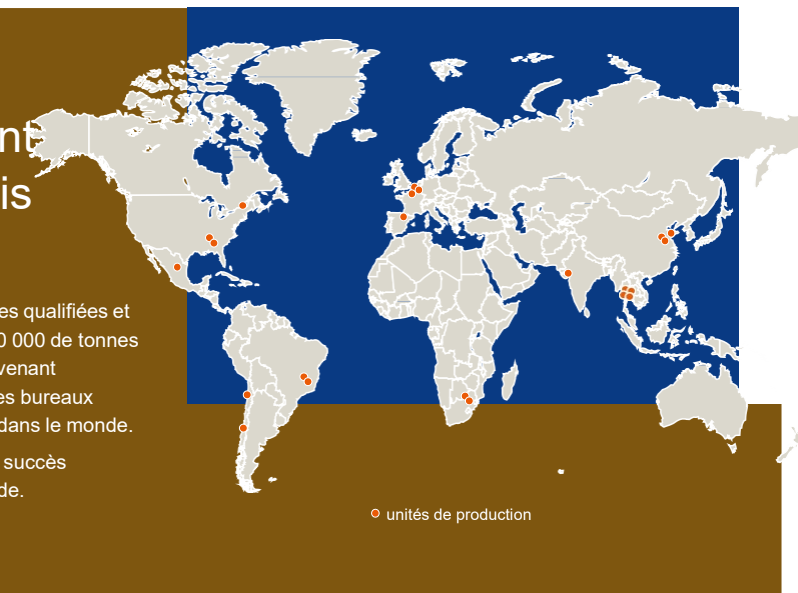 nt
is
es qualifiées et
0 000 de tonnes
venant
es bureaux
dans le monde.
succès
de.
unités de production